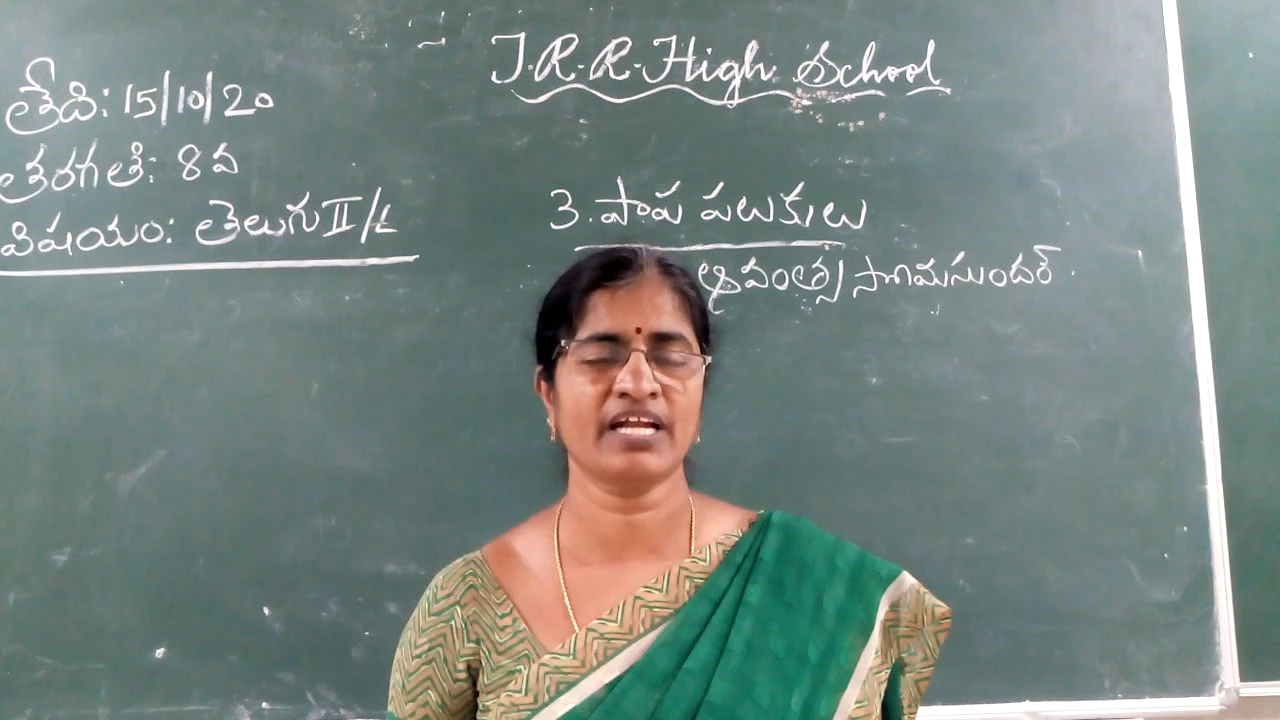 T.R.R. High School
తేది: 15/10/20
తరగతి: 8వ
విషయం: తెలుగు II/L
3. పాప పలుకులు
ఆవంత్స సోమసుందర్